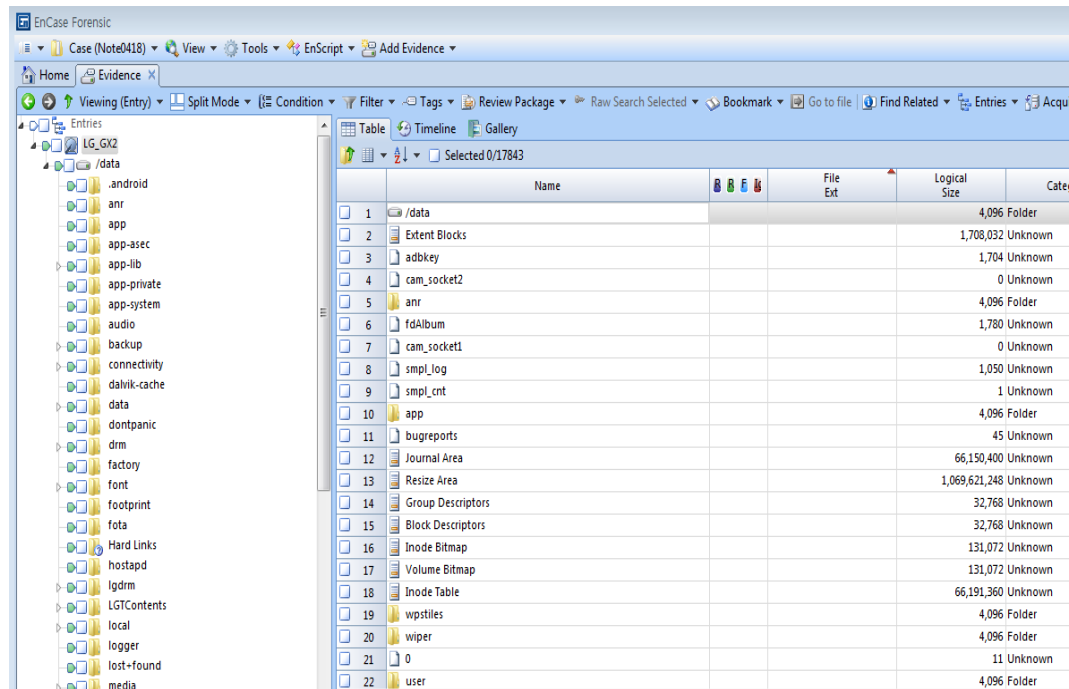 EnCase Forensic
Case (Note0418) View Tools EnScript Add Evidence
Home Evidence
Viewing (Entry) Split Mode Condition Filter Tags Review Package Raw Search Selected Bookmark Go to file Find Related Entries Acqu
Entries
LG_GX2
/data
.android
anr
app
app-asec
app-lib
app-private
app-system
audio
backup
connectivity
dalvik-cache
data
dontpanic
drm
factory
font
footprint
fota
Hard Links
hostapd
lgdrm
LGTContents
local
logger
lost+found
media
Table Timeline Gallery
Selected 0/17843
Name File Ext Logical Size Cate
1 /data 4,096 Folder
2 Extent Blocks 1,708,032 Unknown
3 adbkey 1,704 Unknown
4 cam_socket2 0 Unknown
5 anr 4,096 Folder
6 fdAlbum 1,780 Unknown
7 cam_socket1 0 Unknown
8 smpl_log 1,050 Unknown
9 smpl_cnt 1 Unknown
10 app 4,096 Folder
11 bugreports 45 Unknown
12 Journal Area 66,150,400 Unknown
13 Resize Area 1,069,621,248 Unknown
14 Group Descriptors 32,768 Unknown
15 Block Descriptors 32,768 Unknown
16 Inode Bitmap 131,072 Unknown
17 Volume Bitmap 131,072 Unknown
18 Inode Table 66,191,360 Unknown
19 wpstiles 4,096 Folder
20 wiper 4,096 Folder
21 0 11 Unknown
22 user 4,096 Folder